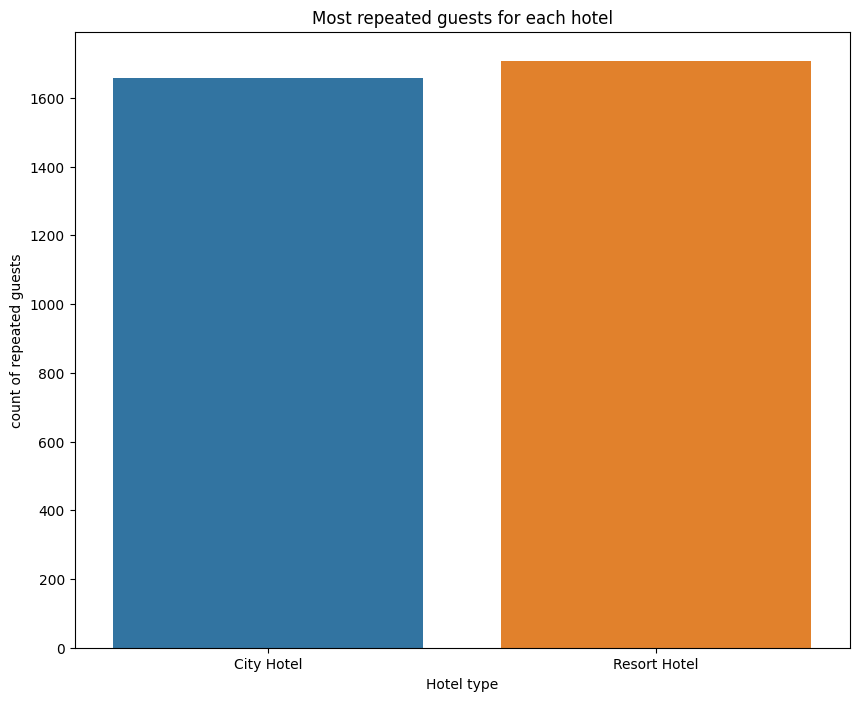 Most repeated guests for each hotel
count of repeated guests
1600
1400
1200
1000
800
600
400
200
0
City Hotel
Resort Hotel
Hotel type